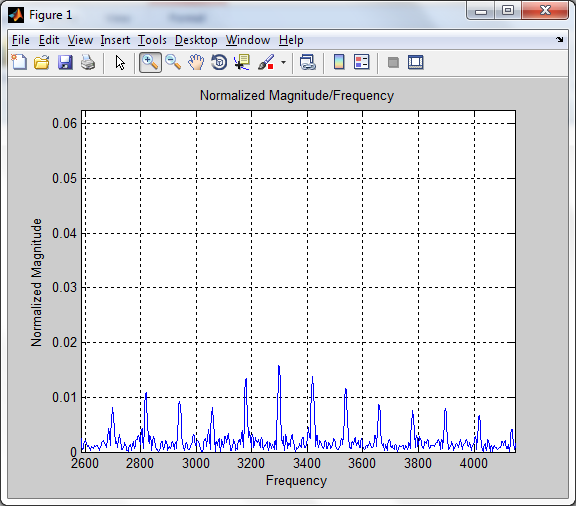 Figure 1
File Edit View Insert Tools Desktop Window Help
Normalized Magnitude/Frequency
0.06
0.05
0.04
0.03
0.02
0.01
0
Normalized Magnitude
2600 2800 3000 3200 3400 3600 3800 4000
Frequency